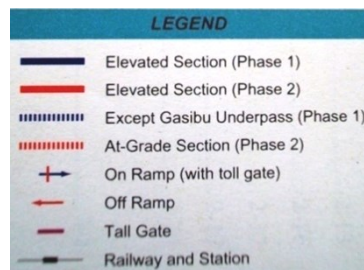 LEGEND
Elevated Section (Phase 1)
Elevated Section (Phase 2)
Except Gasibu Underpass (Phase 1)
At-Grade Section (Phase 2)
On Ramp (with toll gate)
Off Ramp
Tall Gate
Railway and Station